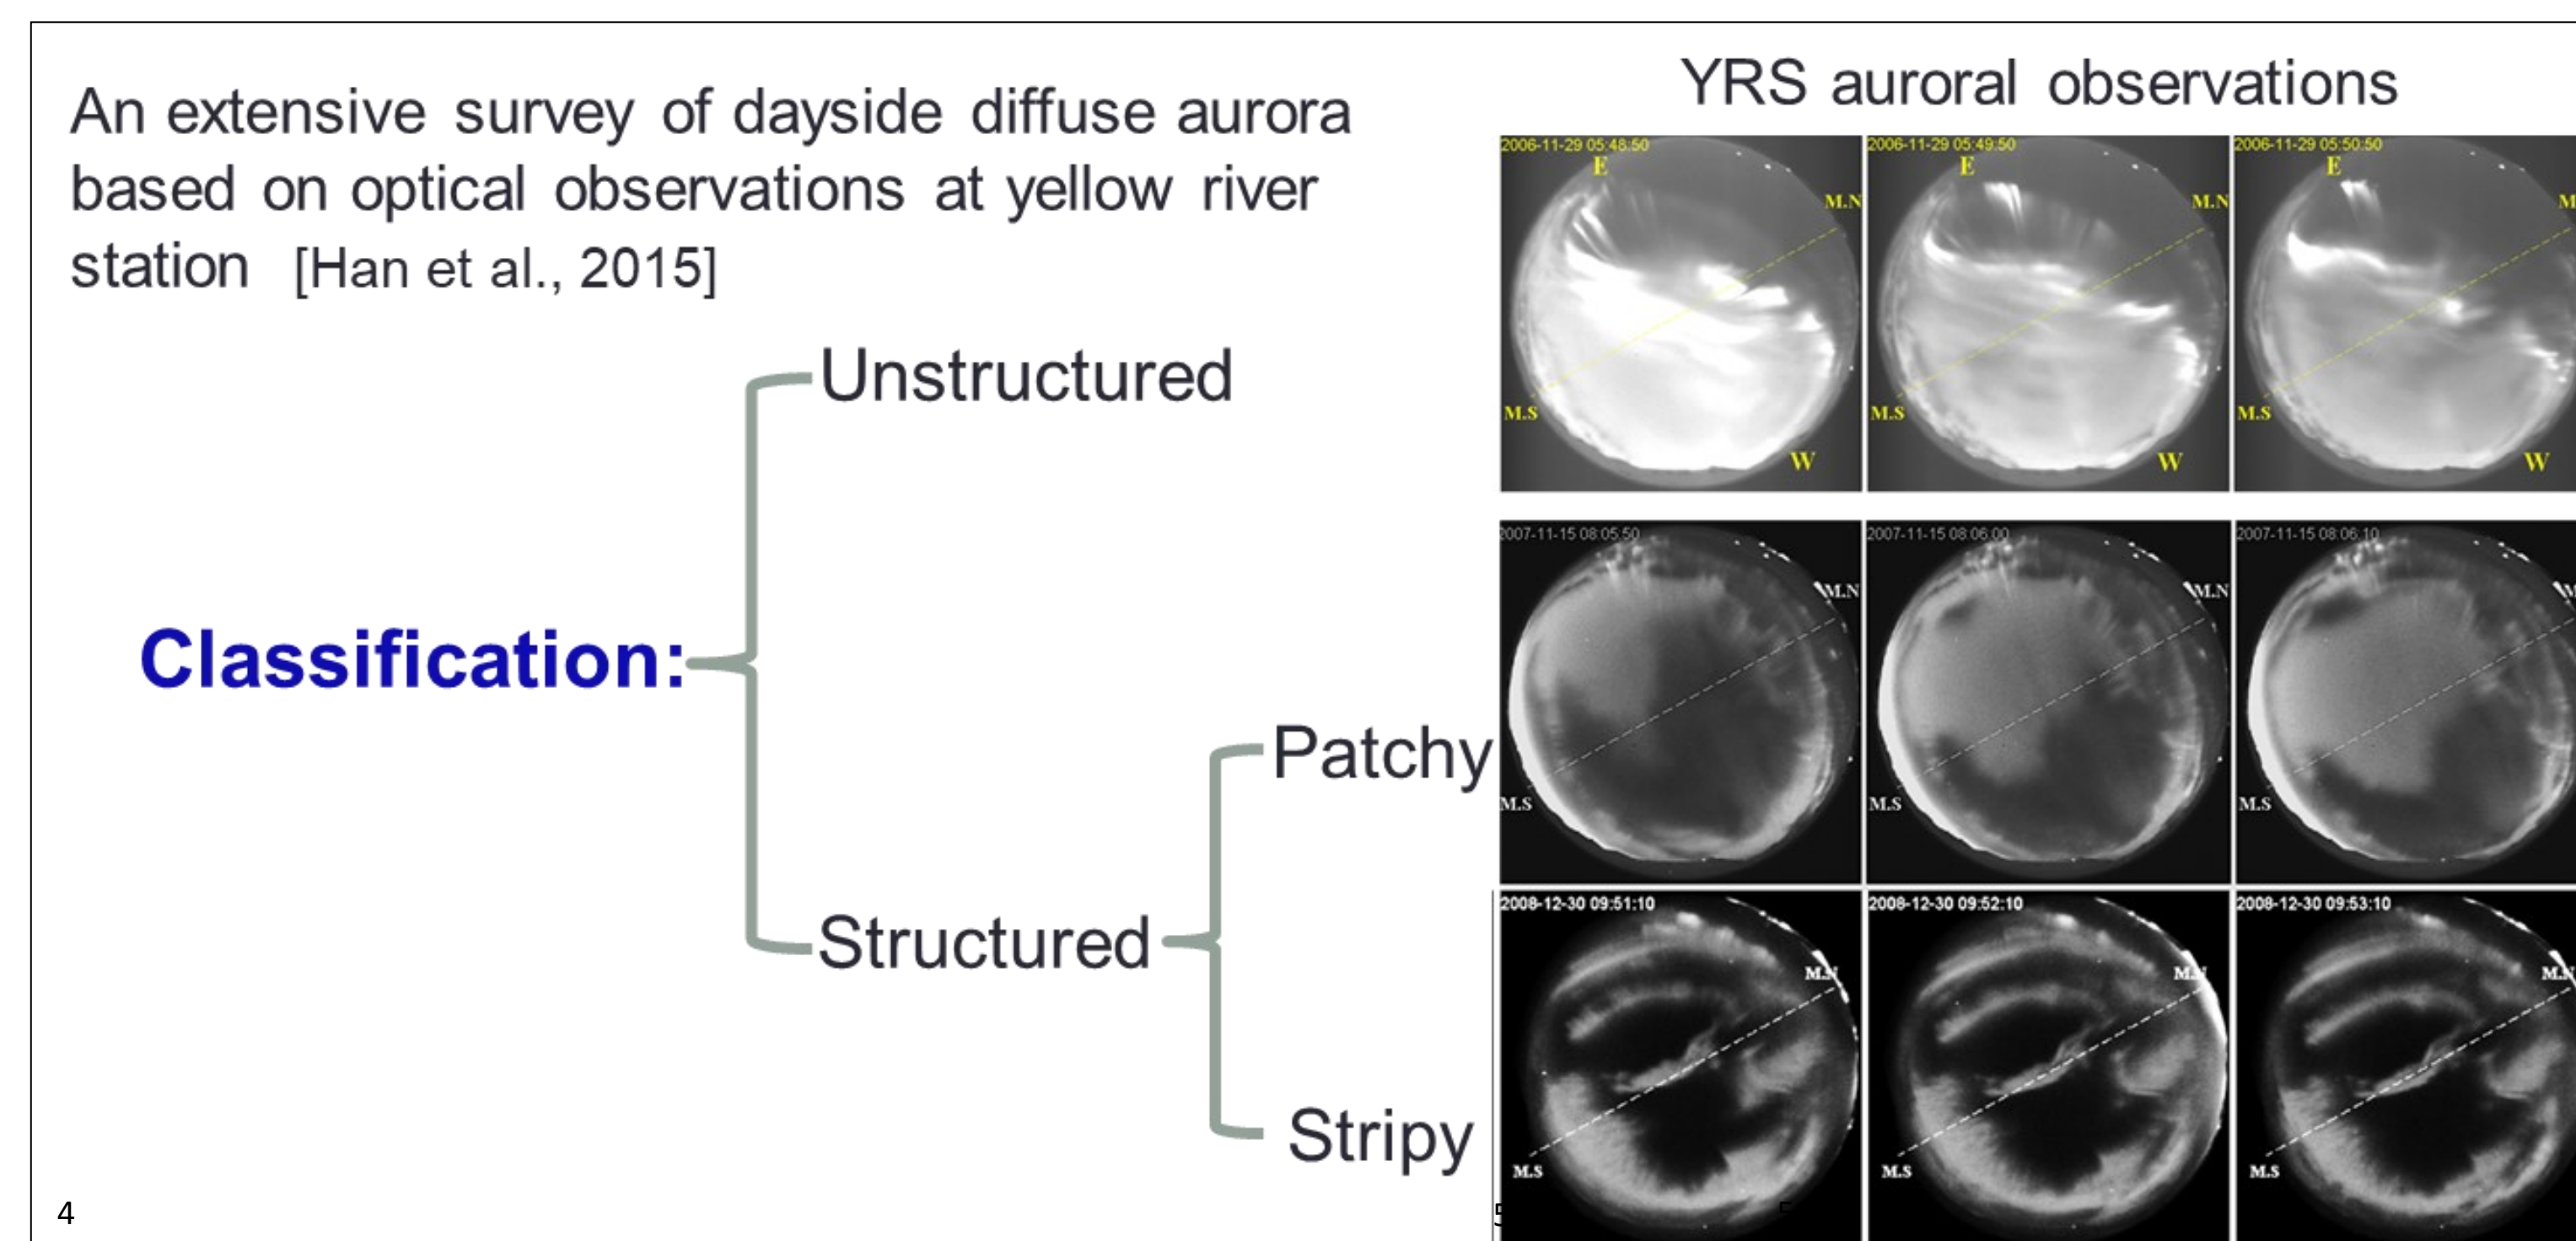 An extensive survey of dayside diffuse aurora
based on optical observations at yellow river
station [Han et al., 2015]
YRS auroral observations
Unstructured
Classification:
Patchy
Structured
Stripy
2006-11-29 05:48:50
E
M.N
M.S
W
2006-11-29 05:49:50
E
M.N
M.S
W
2006-11-29 05:50:50
E
M
M.S
W
2007-11-15 08:05:50
M.N
M.S
2007-11-15 08:06:00
M.N
M.S
2007-11-15 08:06:10
M.S
2008-12-30 09:51:10
M.N
M.S
2008-12-30 09:52:10
M.N
M.S
2008-12-30 09:53:10
M.N
M.S
4